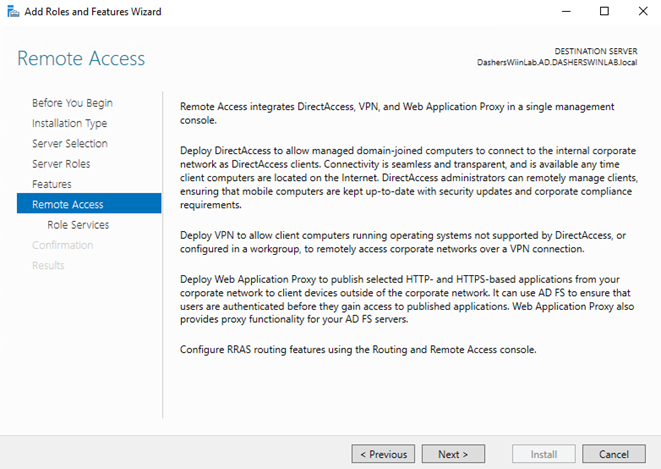 Add Roles and Features Wizard
Remote Access
DESTINATION SERVER
DashersWiinLab.AD.DASHERSWINLAB.local
Before You Begin
Installation Type
Server Selection
Server Roles
Features
Remote Access
Role Services
Confirmation
Results
Remote Access integrates DirectAccess, VPN, and Web Application Proxy in a single management
console.
Deploy DirectAccess to allow managed domain-joined computers to connect to the internal corporate
network as DirectAccess clients. Connectivity is seamless and transparent, and is available any time
client computers are located on the Internet. DirectAccess administrators can remotely manage clients,
ensuring that mobile computers are kept up-to-date with security updates and corporate compliance
requirements.
Deploy VPN to allow client computers running operating systems not supported by DirectAccess, or
configured in a workgroup, to remotely access corporate networks over a VPN connection.
Deploy Web Application Proxy to publish selected HTTP- and HTTPS-based applications from your
corporate network to client devices outside of the corporate network. It can use AD FS to ensure that
users are authenticated before they gain access to published applications. Web Application Proxy also
provides proxy functionality for your AD FS servers.
Configure RRAS routing features using the Routing and Remote Access console.
< Previous
Next >
Install
Cancel